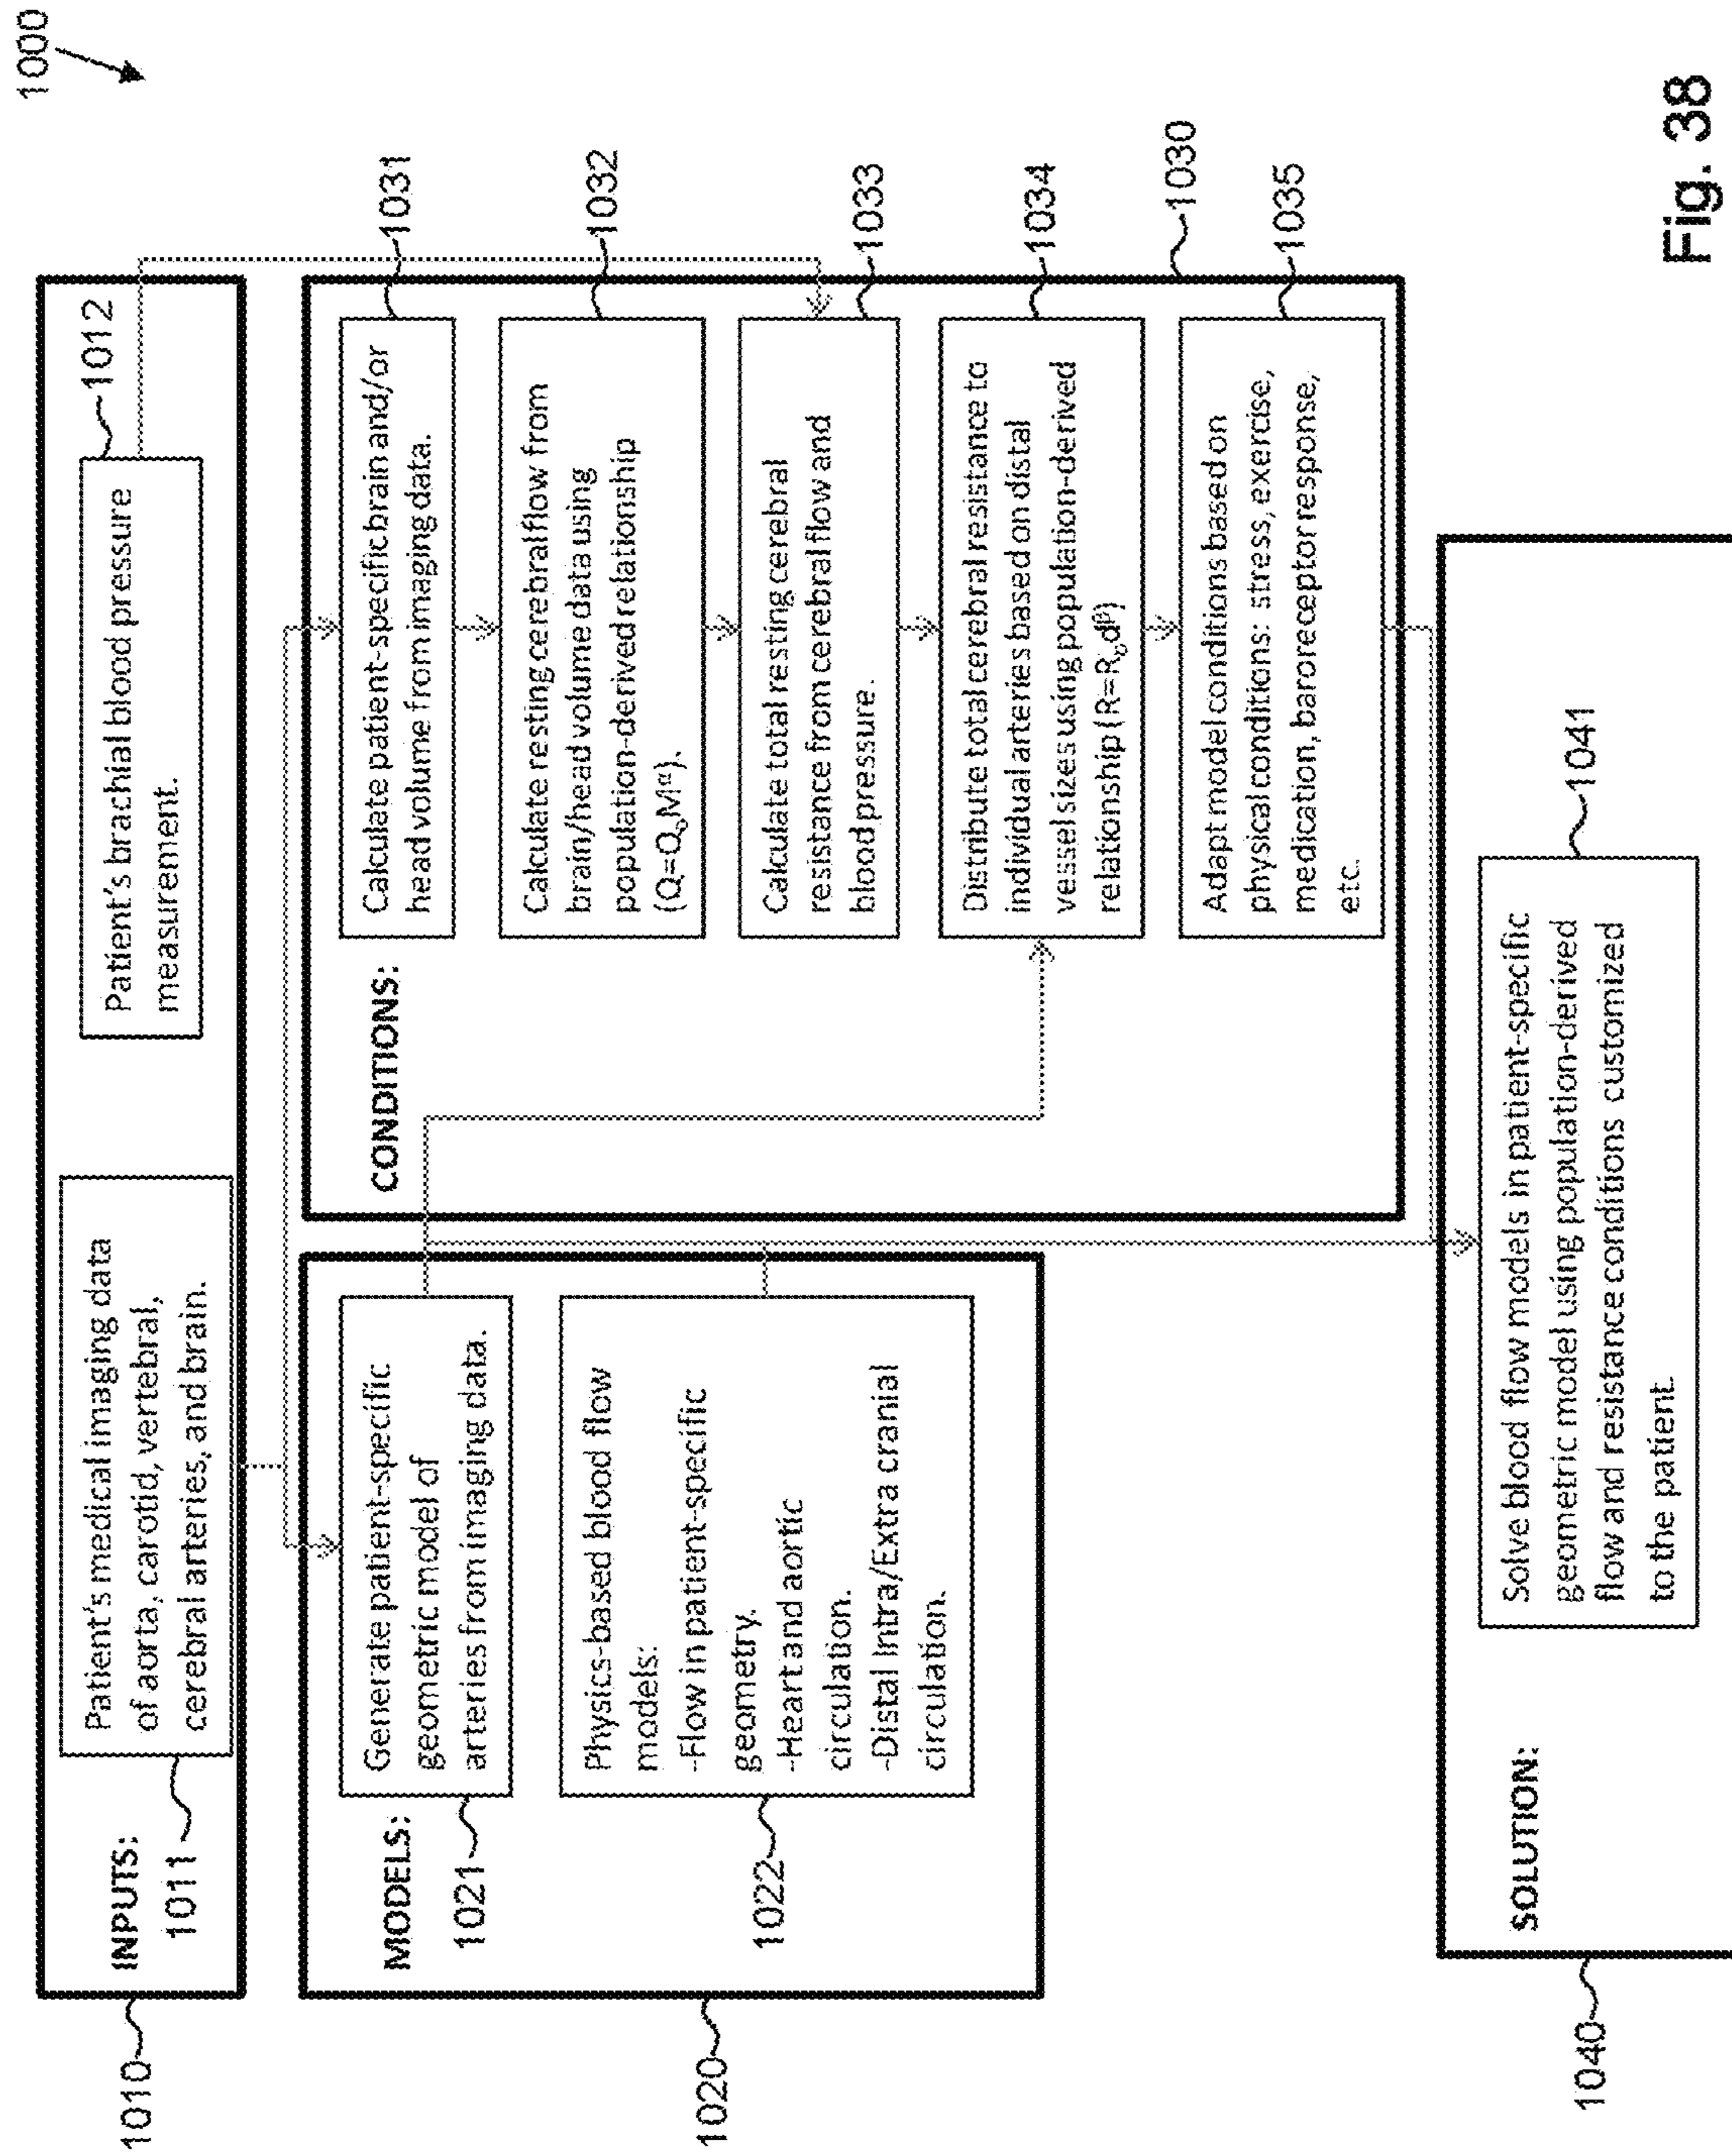 1000
1010
INPUTS:
1011
Patient's medical imaging data
of aorta, carotid, vertebral,
cerebral arteries, and brain.
1012
Patient's brachial blood pressure
measurement.
1020
MODELS:
1021
Generate patient-specific
geometric model of
arteries from imaging data.
1022
Physics-based blood flow
models:
-Flow in patient-specific
geometry.
-Heart and aortic
circulation.
-Distal Intra/Extra cranial
circulation.
CONDITIONS:
1030
1031
Calculate patient-specific brain and/or
head volume from imaging data.
1032
Calculate resting cerebral flow from
brain/head volume data using
population-derived relationship
(Q=Q₀Mᵅ).
1033
Calculate total resting cerebral
resistance from cerebral flow and
blood pressure.
1034
Distribute total cerebral resistance to
individual arteries based on distal
vessel sizes using population-derived
relationship (R=R₀dᵝ)
1035
Adapt model conditions based on
physical conditions: stress, exercise,
medication, baroreceptor response,
etc.
1040
SOLUTION:
1041
Solve blood flow models in patient-specific
geometric model using population-derived
flow and resistance conditions customized
to the patient.
Fig. 38